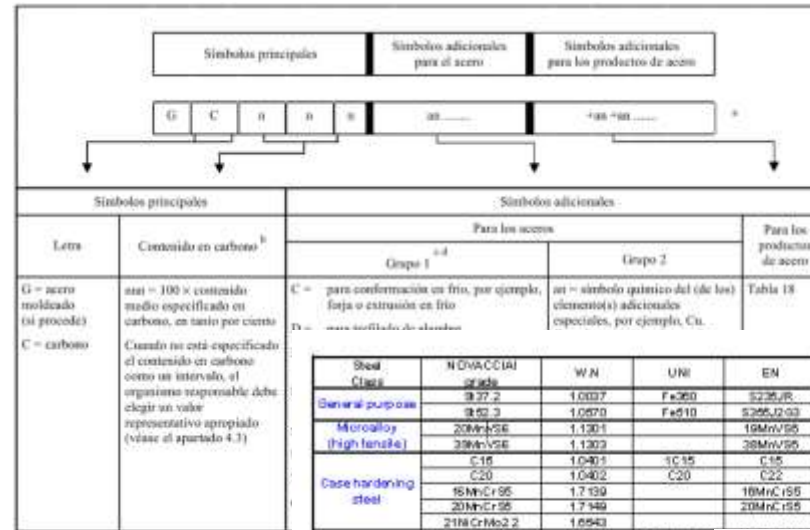 Símbolos principales
Símbolos adicionales
para el acero
Símbolos adicionales
para los productos de acero
G C n n n an ........ +an +an ........ a
Símbolos principales
Símbolos adicionales
Letra
Contenido en carbono b
Para los aceros
Para los
productos
de acero
Grupo 1 c d
Grupo 2
G = acero
moldeado
(si procede)
C = carbono
nnn = 100 × contenido
medio especificado en
carbono, en tanto por ciento
Cuando no está especificado
el contenido en carbono
como un intervalo, el
organismo responsable debe
elegir un valor
representativo apropiado
(véase el apartado 4.3)
C = para conformación en frío, por ejemplo,
forja o extrusión en frío
D = para trefilado de alambre
an = símbolo químico del (de los)
elemento(s) adicionales
especiales, por ejemplo, Cu.
Tabla 18
Steel
Class
NOVACCIAI
grade
W.N
UNI
EN
General purpose
St37.2 1.0037 Fe360 S235JR
St52.3 1.0570 Fe510 S355J2G3
Microalloy
(high tensile)
20MnVS6 1.1301 19MnVS6
39MnVS6 1.1303 38MnVS6
Case hardening
steel
C15 1.0401 1C15 C15
C20 1.0402 C20 C22
16MnCrS5 1.7139 16MnCrS5
20MnCrS5 1.7149 20MnCrS5
21NiCrMo2.2 1.6543